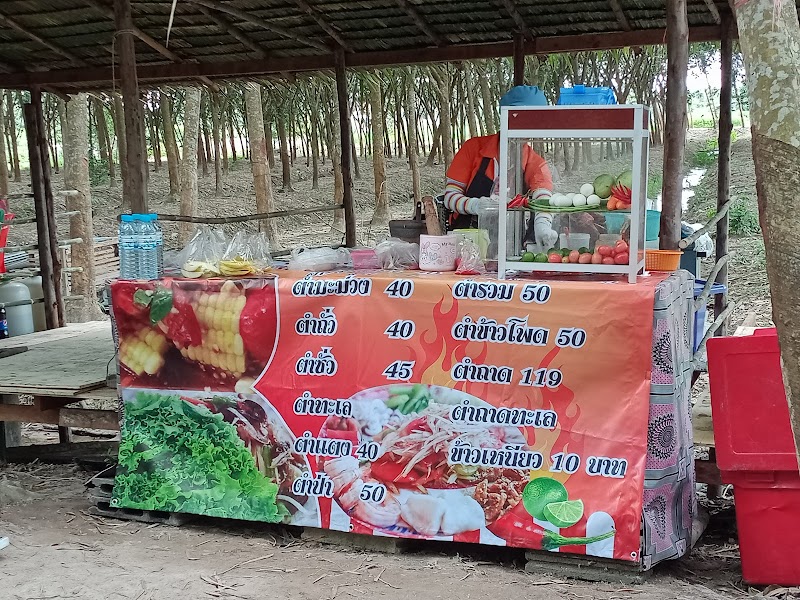 ตำมะม่วง 40
ตำถั่ว 40
ตำซั่ว 45
ตำทะเล
ตำแตง 40
ตำป่า 50
ตำรวม 50
ตำข้าวโพด 50
ตำถาด 119
ตำถาดทะเล
ข้าวเหนียว 10 บาท